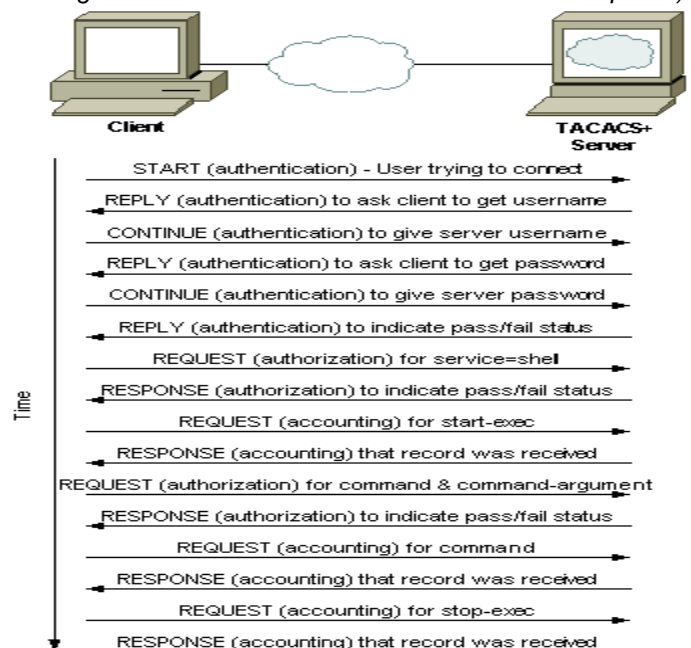 Client
TACACS+
Server
START (authentication) - User trying to connect
REPLY (authentication) to ask client to get username
CONTINUE (authentication) to give server username
REPLY (authentication) to ask client to get password
CONTINUE (authentication) to give server password
REPLY (authentication) to indicate pass/fail status
REQUEST (authorization) for service=shell
RESPONSE (authorization) to indicate pass/fail status
REQUEST (accounting) for start-exec
RESPONSE (accounting) that record was received
REQUEST (authorization) for command & command-argument
RESPONSE (authorization) to indicate pass/fail status
REQUEST (accounting) for command
RESPONSE (accounting) that record was received
REQUEST (accounting) for stop-exec
RESPONSE (accounting) that record was received
Time